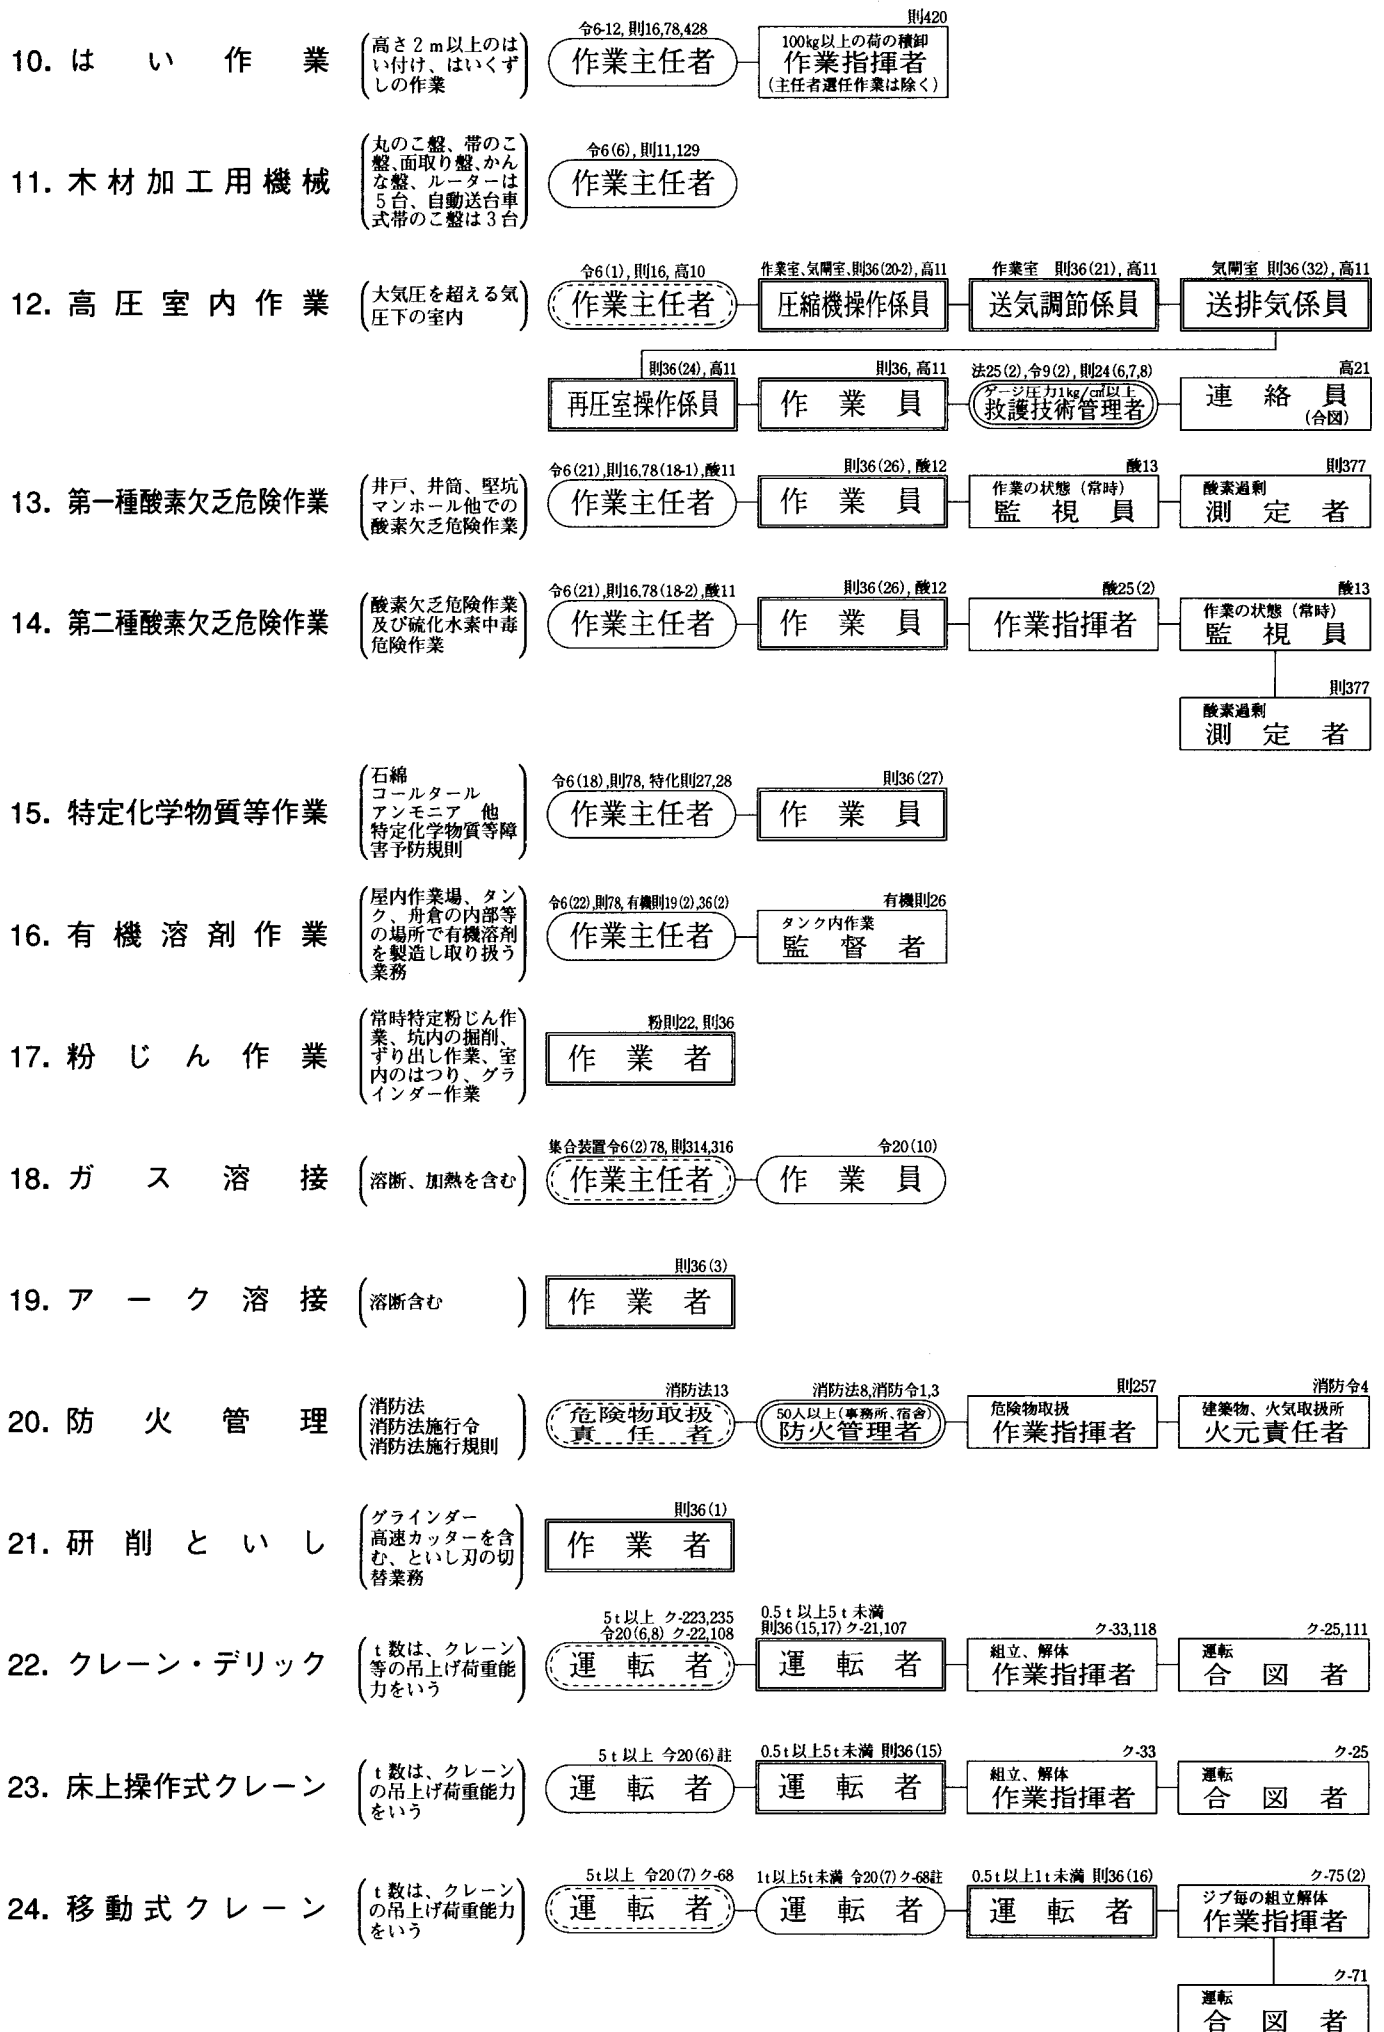 令6-12, 則16,78,428
則420
10. はい作業
高さ2m以上のは
い付け、はいくず
しの作業
作業主任者
100kg以上の荷の積卸
作業指揮者
(主任者選任作業は除く)
11. 木材加工用機械
丸のこ盤、帯のこ
盤、面取り盤、かん
な盤、ルーターは
5台、自動送台車
式帯のこ盤は3台
令6(6), 則11,129
作業主任者
12. 高圧室内作業
大気圧を超える気
圧下の室内
令6(1), 則16, 高10
作業主任者
作業室、気閘室、則36(20-2), 高11
圧縮機操作係員
作業室 則36(21), 高11
送気調節係員
気閘室 則36(32), 高11
送排気係員
則36(24), 高11
再圧室操作係員
則36, 高11
作業員
法25(2), 令9(2), 則24(6,7,8)
ゲージ圧力1kg/c㎡以上
救護技術管理者
高21
連絡員
(合図)
13. 第一種酸素欠乏危険作業
井戸、井筒、竪坑
マンホール他での
酸素欠乏危険作業
令6(21), 則16,78(18-1), 酸11
作業主任者
則36(26), 酸12
作業員
酸13
作業の状態(常時)
監視員
則377
酸素過剰
測定者
14. 第二種酸素欠乏危険作業
酸素欠乏危険作業
及び硫化水素中毒
危険作業
令6(21), 則16,78(18-2), 酸11
作業主任者
則36(26), 酸12
作業員
酸25(2)
作業指揮者
酸13
作業の状態(常時)
監視員
則377
酸素過剰
測定者
15. 特定化学物質等作業
石綿
コールタール
アンモニア 他
特定化学物質等障
害予防規則
令6(18), 則78, 特化則27,28
作業主任者
則36(27)
作業員
16. 有機溶剤作業
屋内作業場、タン
ク、舟倉の内部等
の場所で有機溶剤
を製造し取り扱う
業務
令6(22), 則78, 有機則19(2),36(2)
作業主任者
有機則26
タンク内作業
監督者
17. 粉じん作業
常時特定粉じん作
業、坑内の掘削、
ずり出し作業、室
内のはつり、グラ
インダー作業
粉則22, 則36
作業者
18. ガス溶接
溶断、加熱を含む
集合装置令6(2)78, 則314,316
作業主任者
令20(10)
作業員
19. アーク溶接
溶断含む
則36(3)
作業者
20. 防火管理
消防法
消防法施行令
消防法施行規則
消防法13
危険物取扱
責任者
消防法8,消防令1,3
50人以上(事務所、宿舎)
防火管理者
則257
危険物取扱
作業指揮者
消防令4
建築物、火気取扱所
火元責任者
21. 研削といし
グラインダー
高速カッターを含
む、といし刃の切
替業務
則36(1)
作業者
22. クレーン・デリック
t数は、クレーン
等の吊上げ荷重能
力をいう
5t以上 ク-223,235
令20(6,8) ク-22,108
運転者
0.5t以上5t未満
則36(15,17) ク-21,107
運転者
ク-33,118
組立、解体
作業指揮者
ク-25,111
運転
合図者
23. 床上操作式クレーン
t数は、クレーン
の吊上げ荷重能力
をいう
5t以上 令20(6)註
運転者
0.5t以上5t未満 則36(15)
運転者
ク-33
組立、解体
作業指揮者
ク-25
運転
合図者
24. 移動式クレーン
t数は、クレーン
の吊上げ荷重能力
をいう
5t以上 令20(7)ク-68
運転者
1t以上5t未満 令20(7)ク-68註
運転者
0.5t以上1t未満 則36(16)
運転者
ク-75(2)
ジブ毎の組立解体
作業指揮者
ク-71
運転
合図者